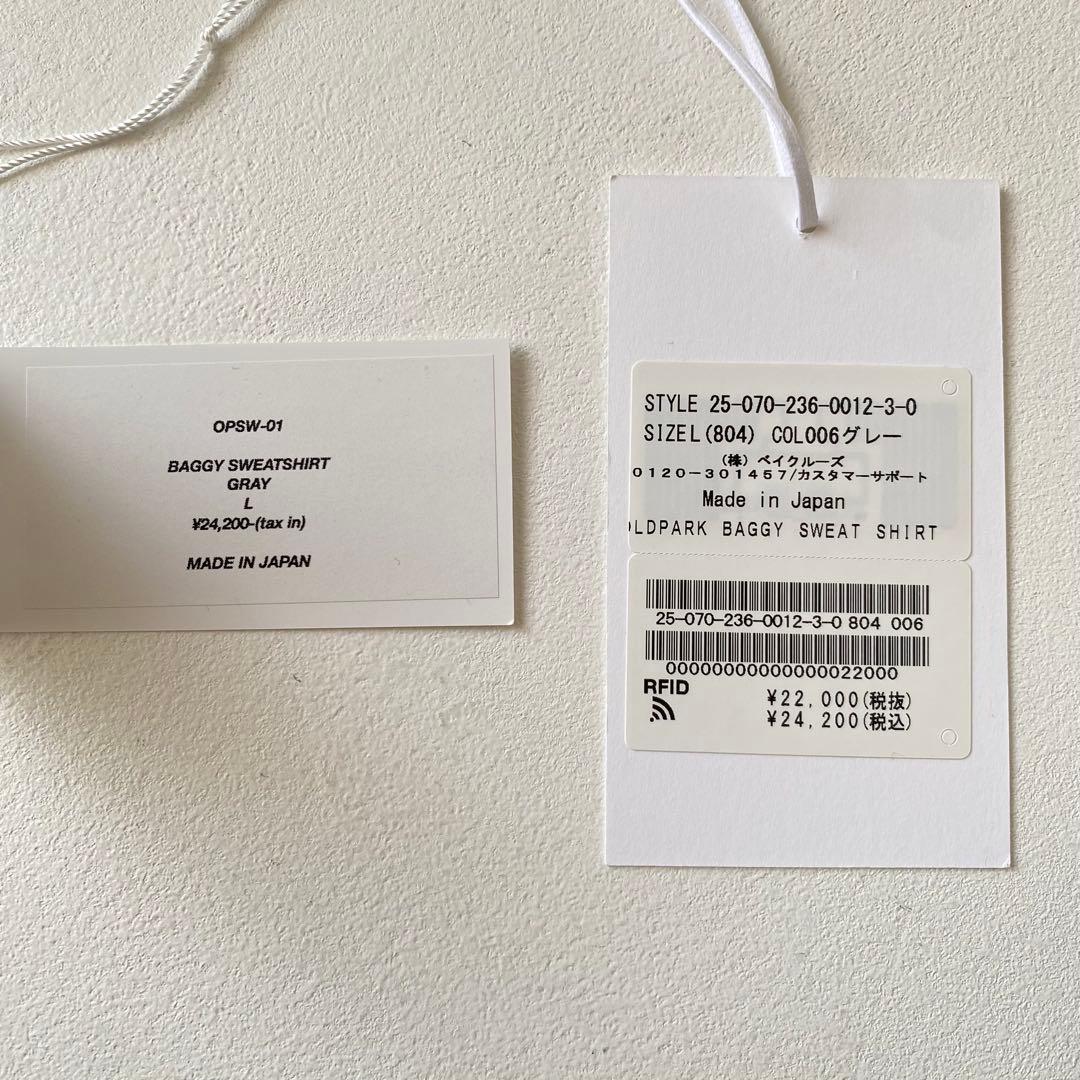 OPSW-01
BAGGY SWEATSHIRT
GRAY
L
¥24,200-(tax in)
MADE IN JAPAN
STYLE 25-070-236-0012-3-0
SIZEL(804) COL006グレー
(株)ベイクルーズ
0120-301457/カスタマーサポート
Made in Japan
OLDPARK BAGGY SWEAT SHIRT
25-070-236-0012-3-0 804 006
00000000000000022000
RFID
¥22,000(税抜)
¥24,200(税込)